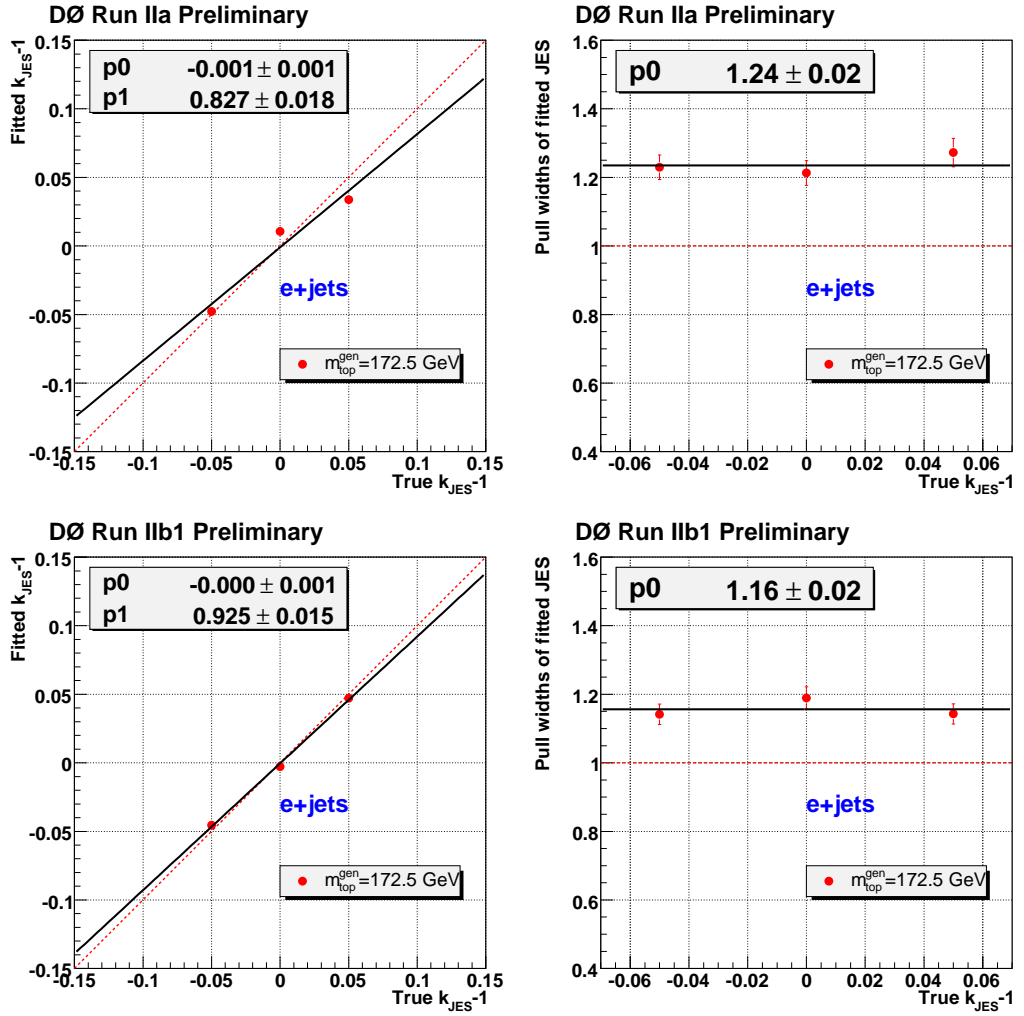 DØ Run IIa Preliminary
Fitted k_JES-1
0.15
0.1
0.05
0
-0.05
-0.1
-0.15
p0 -0.001 ± 0.001
p1 0.827 ± 0.018
e+jets
m_top^gen=172.5 GeV
-0.15 -0.1 -0.05 0 0.05 0.1 0.15
True k_JES-1
DØ Run IIa Preliminary
Pull widths of fitted JES
1.6
1.4
1.2
1
0.8
0.6
0.4
p0 1.24 ± 0.02
e+jets
m_top^gen=172.5 GeV
-0.06 -0.04 -0.02 0 0.02 0.04 0.06
True k_JES-1
DØ Run IIb1 Preliminary
Fitted k_JES-1
0.15
0.1
0.05
0
-0.05
-0.1
-0.15
p0 -0.000 ± 0.001
p1 0.925 ± 0.015
e+jets
m_top^gen=172.5 GeV
-0.15 -0.1 -0.05 0 0.05 0.1 0.15
True k_JES-1
DØ Run IIb1 Preliminary
Pull widths of fitted JES
1.6
1.4
1.2
1
0.8
0.6
0.4
p0 1.16 ± 0.02
e+jets
m_top^gen=172.5 GeV
-0.06 -0.04 -0.02 0 0.02 0.04 0.06
True k_JES-1